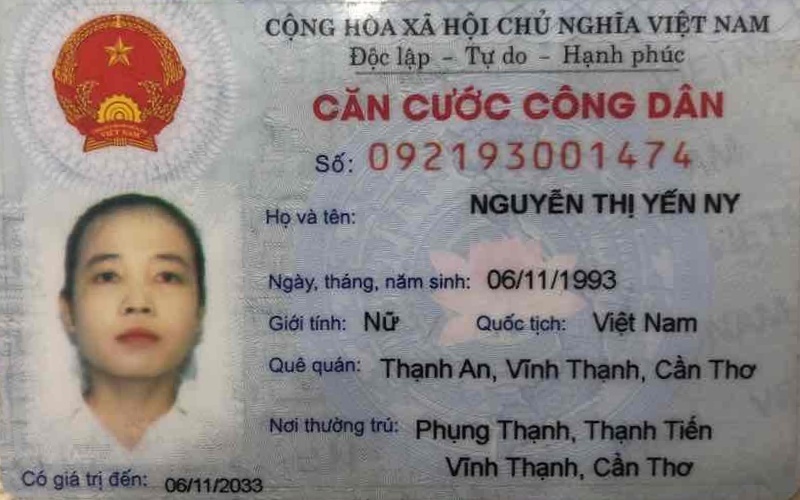 CỘNG HÒA XÃ HỘI CHỦ NGHĨA VIỆT NAM
Độc lập - Tự do - Hạnh phúc
CĂN CƯỚC CÔNG DÂN
Số: 092193001474
Họ và tên: NGUYỄN THỊ YẾN NY
Ngày, tháng, năm sinh: 06/11/1993
Giới tính: Nữ Quốc tịch: Việt Nam
Quê quán: Thạnh An, Vĩnh Thạnh, Cần Thơ
Nơi thường trú: Phụng Thạnh, Thạnh Tiến
Vĩnh Thạnh, Cần Thơ
Có giá trị đến: 06/11/2033